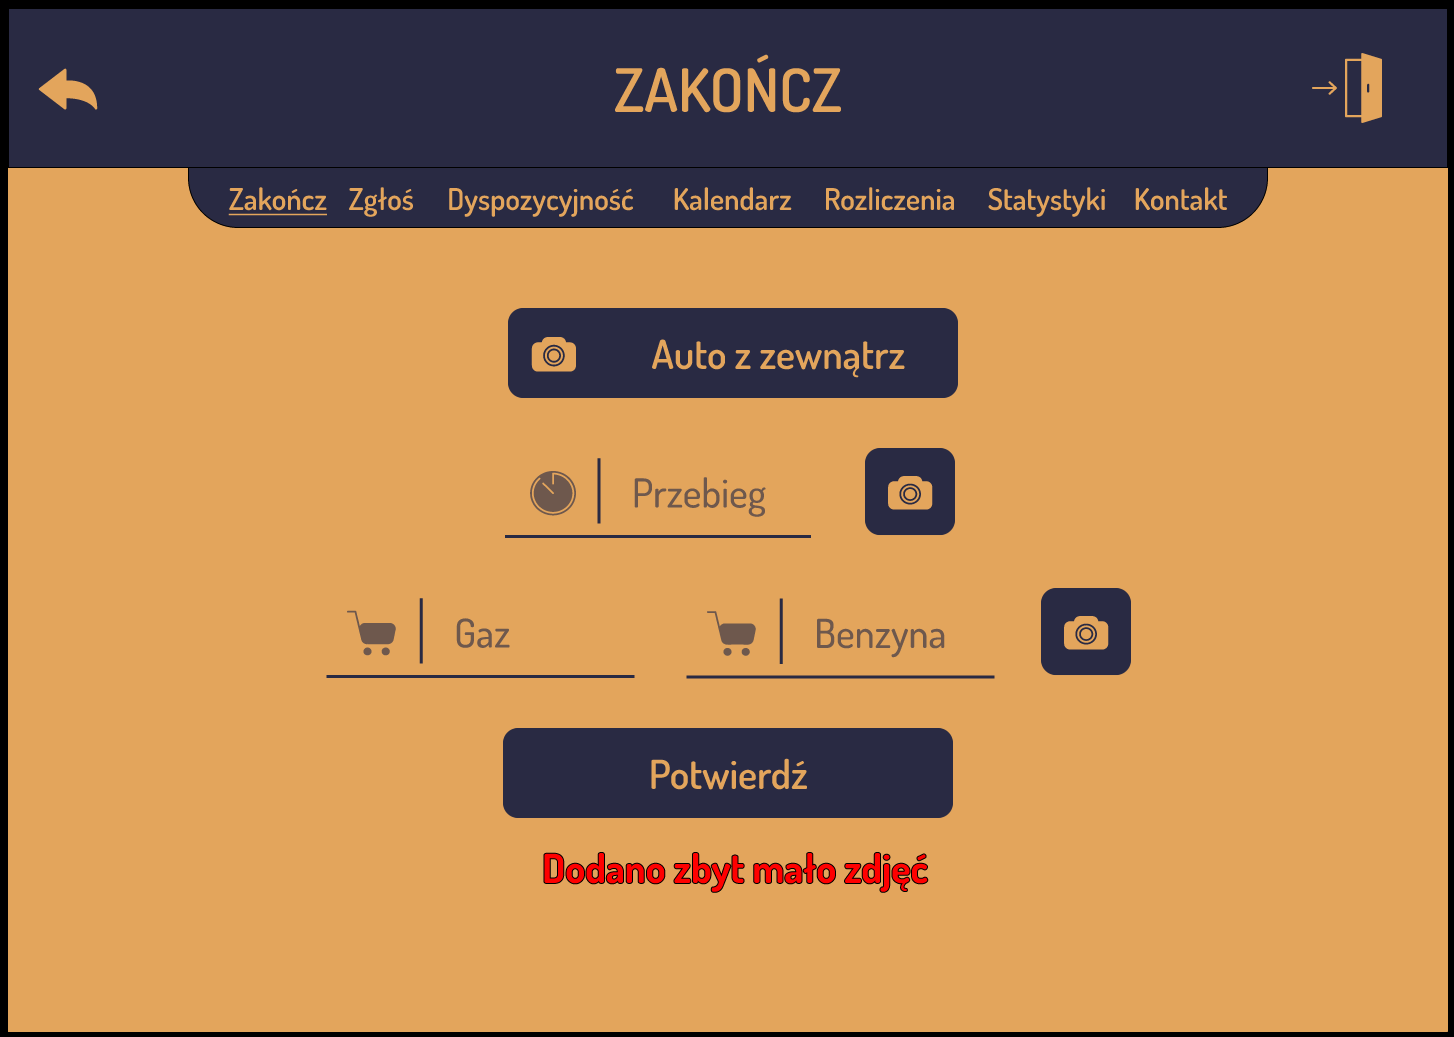 ZAKOŃCZ
Zakończ Zgłoś Dyspozycyjność Kalendarz Rozliczenia Statystyki Kontakt
Auto z zewnątrz
Przebieg
Gaz Benzyna
Potwierdź
Dodano zbyt mało zdjęć